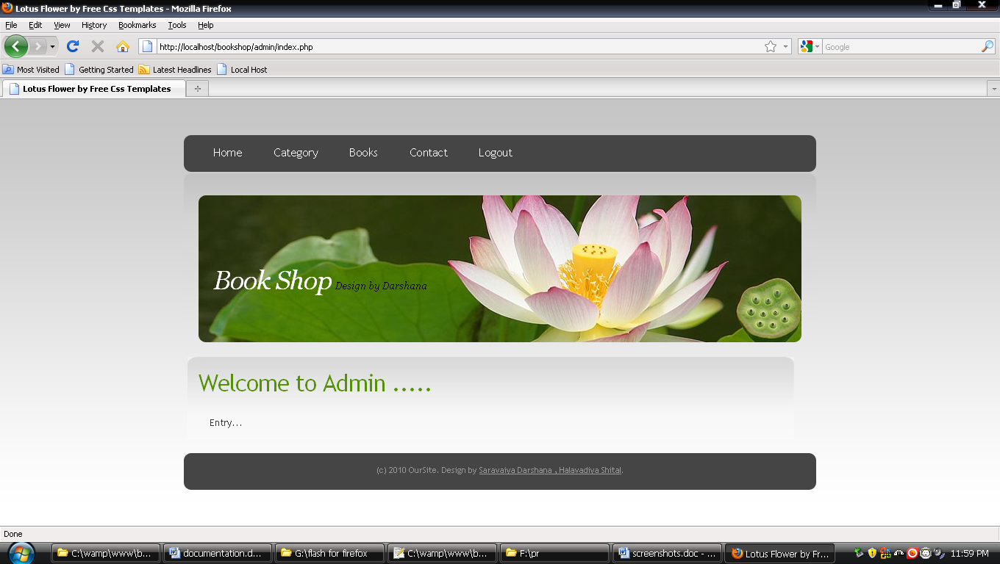 Lotus Flower by Free Css Templates - Mozilla Firefox
File Edit View History Bookmarks Tools Help
http://localhost/bookshop/admin/index.php
Google
Most Visited Getting Started Latest Headlines Local Host
Lotus Flower by Free Css Templates
Home Category Books Contact Logout
Book Shop Design by Darshana
Welcome to Admin .....
Entry...
(c) 2010 OurSite. Design by Saravaiya Darshana , Halavadiya Shital.
Done
C:\wamp\www\b... documentation.d... G:\flash for firefox C:\wamp\www\b... F:\pr screenshots.doc - ... Lotus Flower by Fr... 11:59 PM